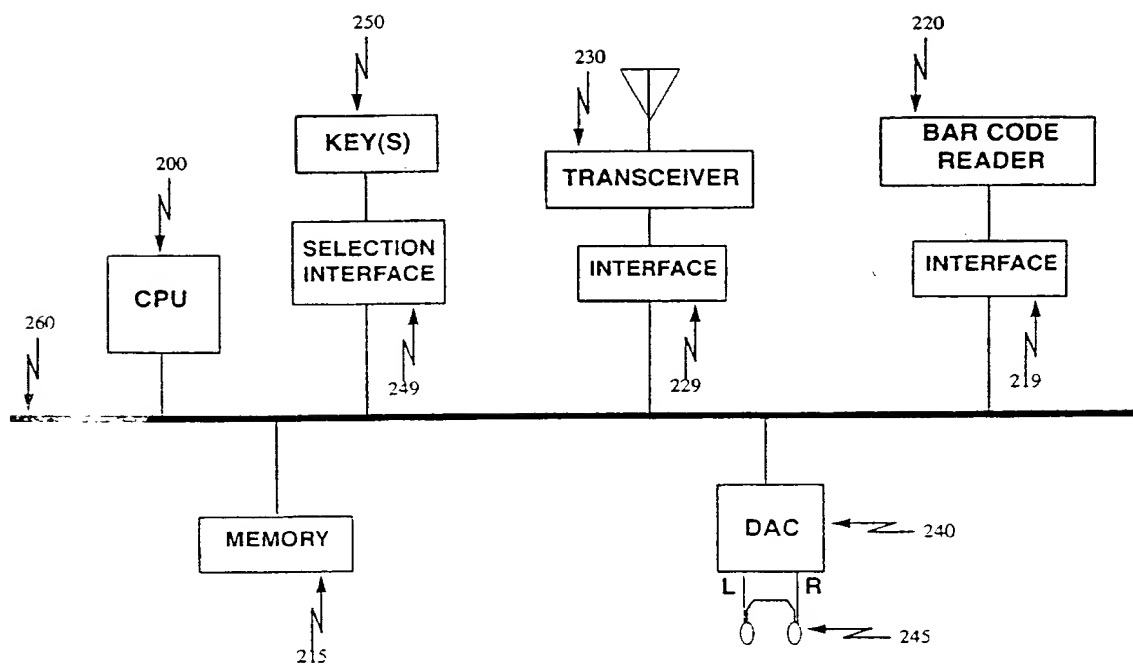 250
230
220
KEY(S)
BAR CODE
READER
200
TRANSCEIVER
SELECTION
INTERFACE
INTERFACE
INTERFACE
CPU
260
249
229
219
MEMORY
DAC
240
L
R
215
245